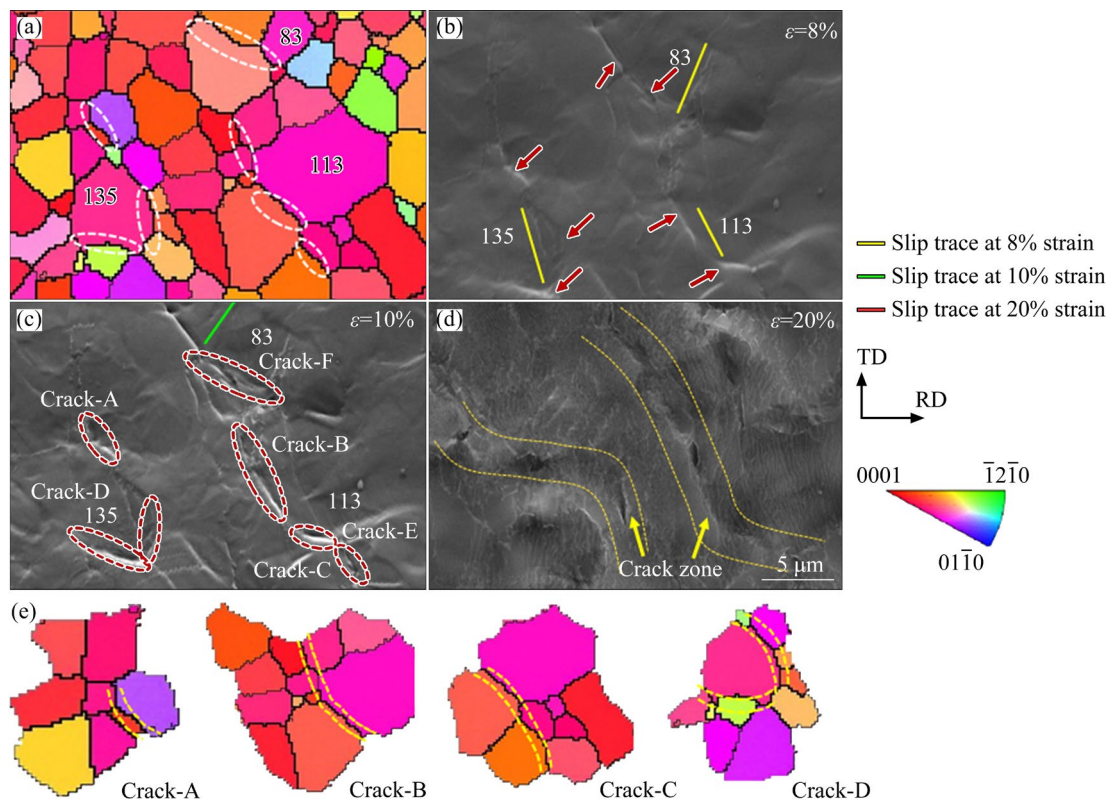 (a)
83
113
135
(b)
ε=8%
83
135
113
(c)
ε=10%
83
Crack-F
Crack-A
Crack-B
Crack-D
135
113
Crack-E
Crack-C
(d)
ε=20%
Crack zone
5 μm
Slip trace at 8% strain
Slip trace at 10% strain
Slip trace at 20% strain
TD
RD
0001
1̄21̄0
011̄0
(e)
Crack-A
Crack-B
Crack-C
Crack-D